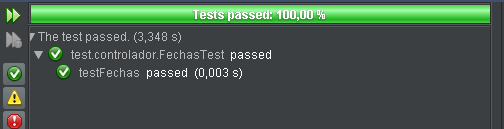 Tests passed: 100,00 %
The test passed. (3,348 s)
test.controlador.FechasTest passed
testFechas passed (0,003 s)